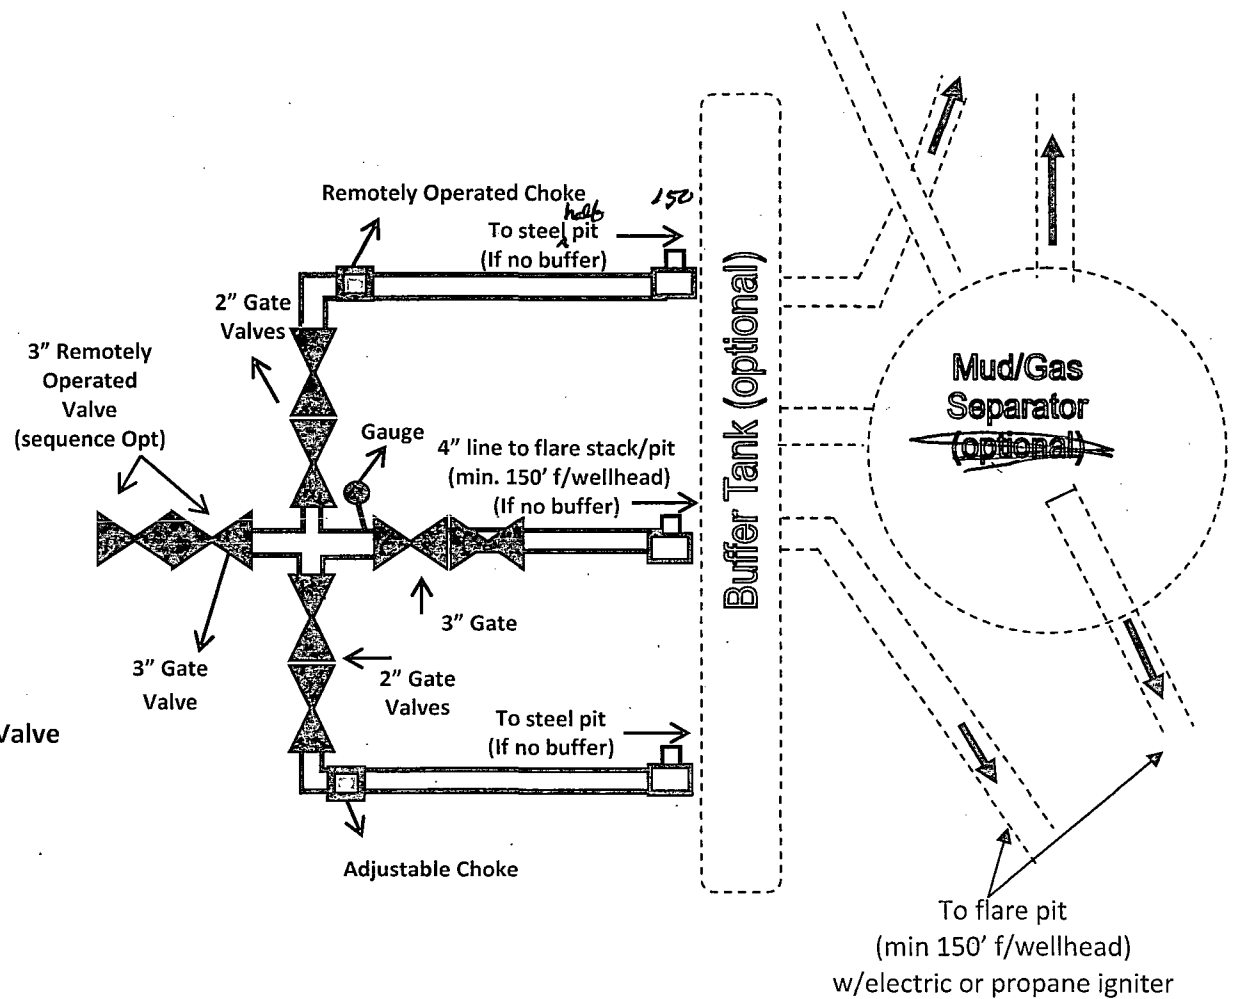 Remotely Operated Choke
150
half
To steel pit
(If no buffer)
2” Gate
Valves
3” Remotely
Operated
Valve
(sequence Opt)
Gauge
4” line to flare stack/pit
(min. 150’ f/wellhead)
(If no buffer)
Buffer Tank (optional)
Mud/Gas
Separator
(optional)
3” Gate
3” Gate
Valve
2” Gate
Valves
Valve
To steel pit
(If no buffer)
Adjustable Choke
To flare pit
(min 150’ f/wellhead)
w/electric or propane igniter